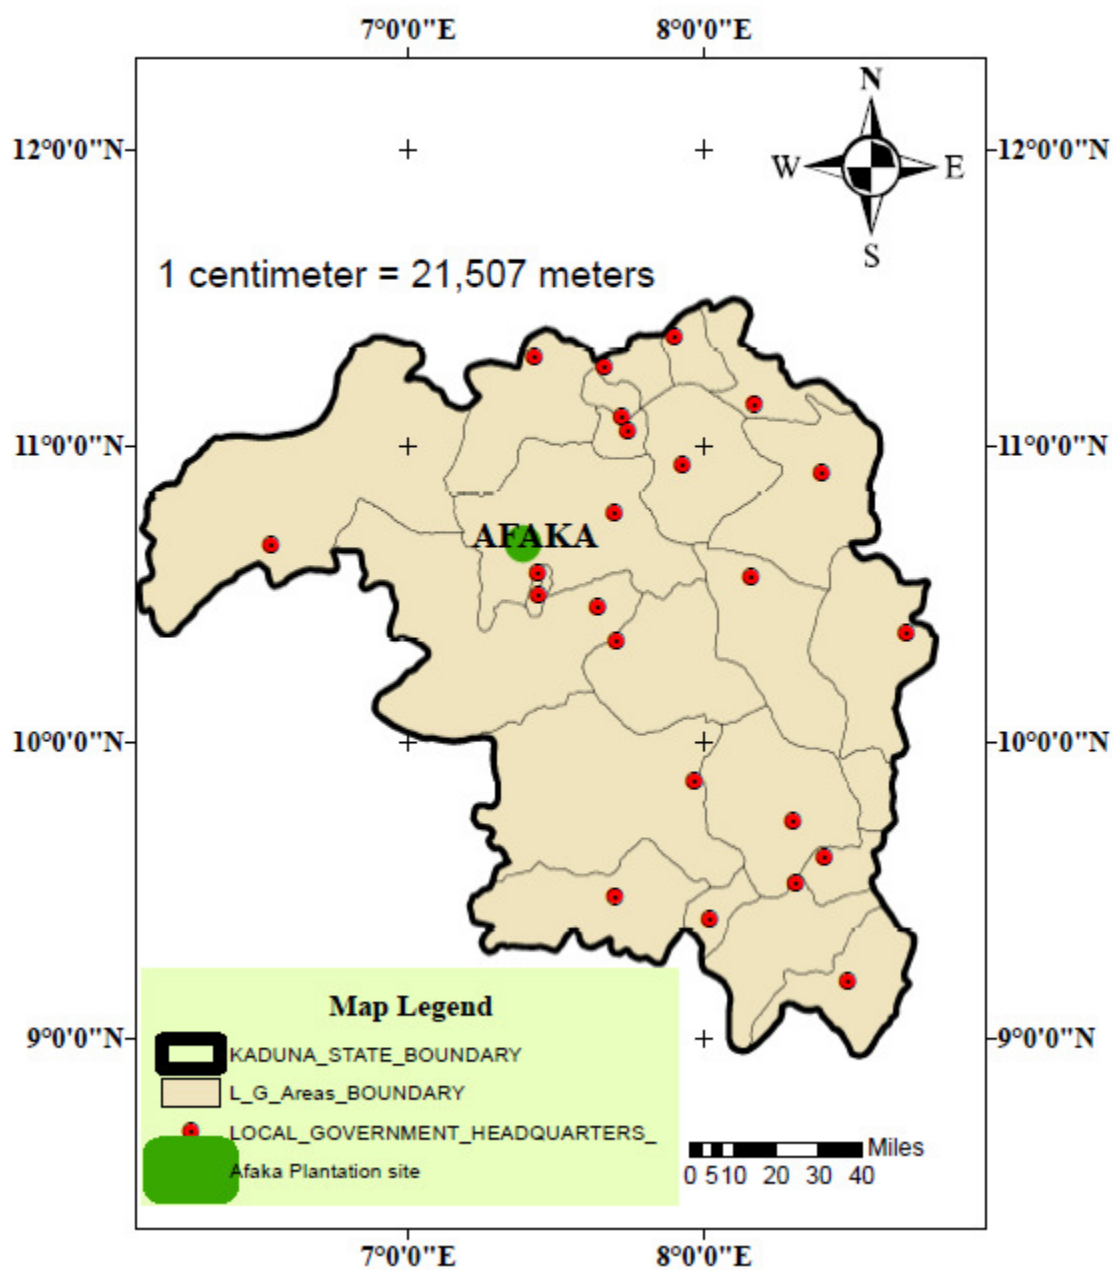 7°0'0"E 8°0'0"E
N
12°0'0"N 12°0'0"N
W E
S
1 centimeter = 21,507 meters
11°0'0"N 11°0'0"N
AFAKA
10°0'0"N 10°0'0"N
Map Legend
9°0'0"N 9°0'0"N
KADUNA_STATE_BOUNDARY
L_G_Areas_BOUNDARY
LOCAL_GOVERNMENT_HEADQUARTERS_
Afaka Plantation site
Miles
0 5 10 20 30 40
7°0'0"E 8°0'0"E